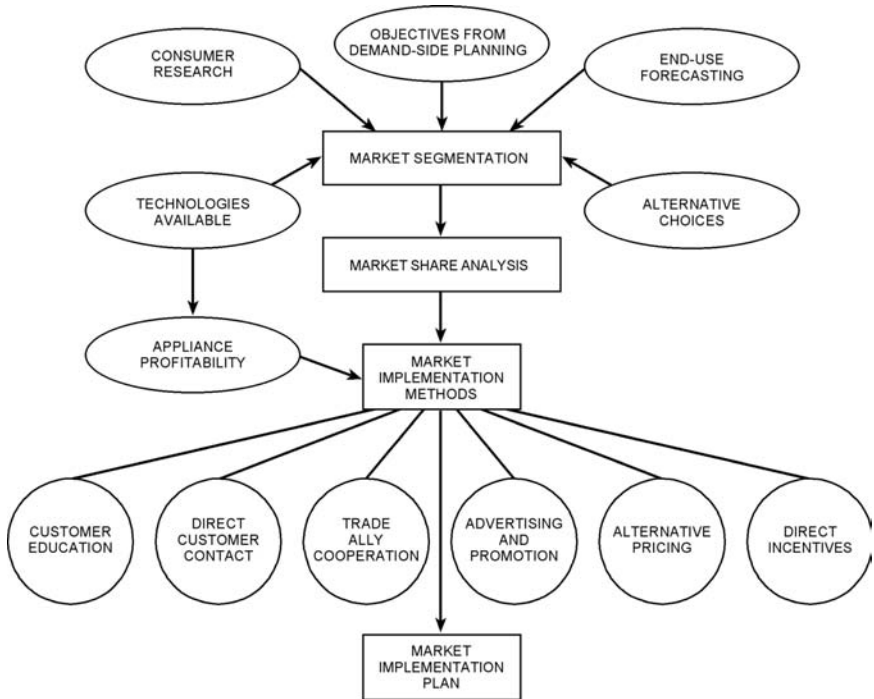 CONSUMER
RESEARCH
OBJECTIVES FROM
DEMAND-SIDE PLANNING
END-USE
FORECASTING
MARKET SEGMENTATION
TECHNOLOGIES
AVAILABLE
ALTERNATIVE
CHOICES
MARKET SHARE ANALYSIS
APPLIANCE
PROFITABILITY
MARKET
IMPLEMENTATION
METHODS
CUSTOMER
EDUCATION
DIRECT
CUSTOMER
CONTACT
TRADE
ALLY
COOPERATION
ADVERTISING
AND
PROMOTION
ALTERNATIVE
PRICING
DIRECT
INCENTIVES
MARKET
IMPLEMENTATION
PLAN